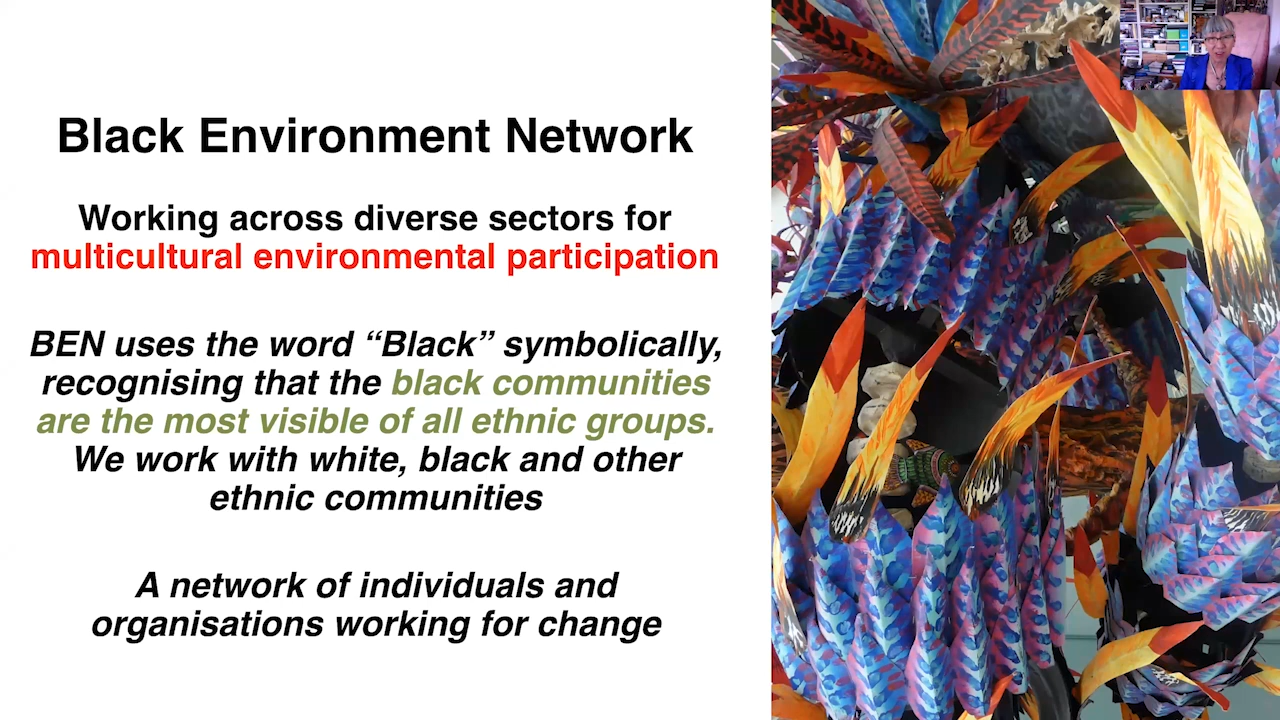 Black Environment Network
Working across diverse sectors for
multicultural environmental participation
BEN uses the word “Black” symbolically,
recognising that the black communities
are the most visible of all ethnic groups.
We work with white, black and other
ethnic communities
A network of individuals and
organisations working for change